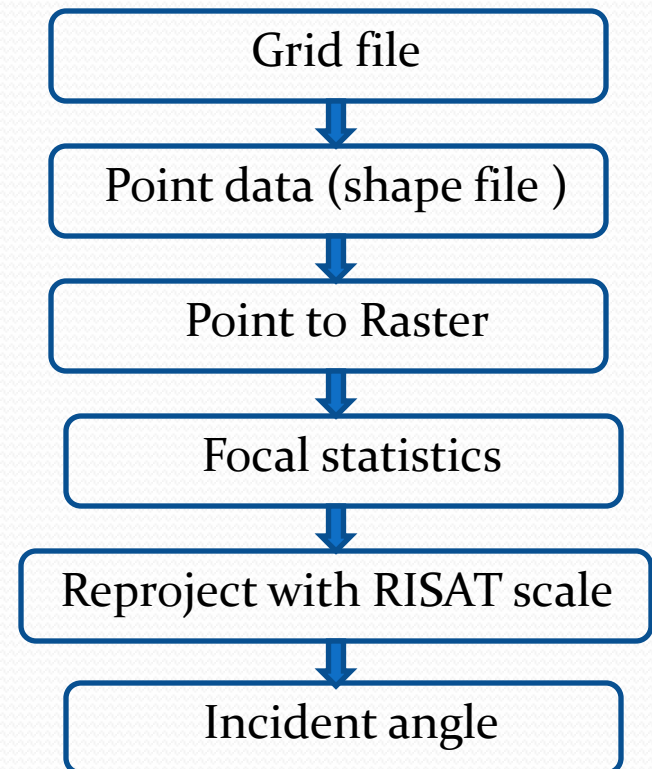 Grid file
Point data (shape file )
Point to Raster
Focal statistics
Reproject with RISAT scale
Incident angle